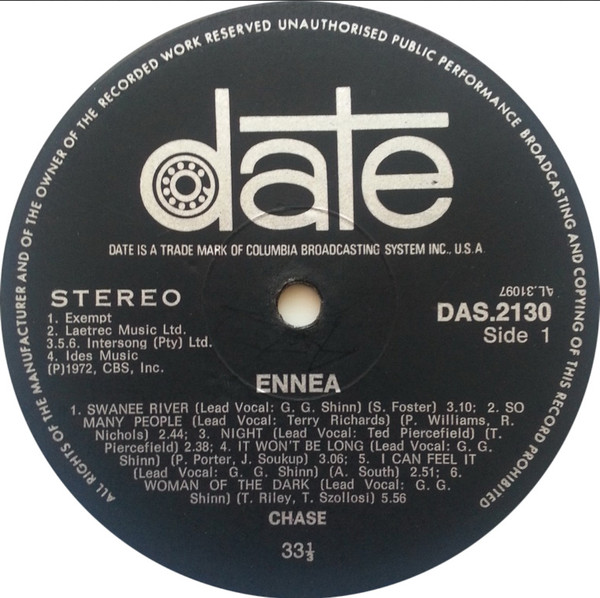 ALL RIGHTS OF THE MANUFACTURER AND OF THE OWNER OF THE RECORDED WORK RESERVED UNAUTHORISED PUBLIC PERFORMANCE BROADCASTING AND COPYING OF THIS RECORD PROHIBITED
date
DATE IS A TRADE MARK OF COLUMBIA BROADCASTING SYSTEM INC., U.S.A.
STEREO
1. Exempt
2. Laetrec Music Ltd.
3.5.6. Intersong (Pty) Ltd.
4. Ides Music
(P)1972, CBS, Inc.
AL.31097
DAS.2130
Side 1
ENNEA
1. SWANEE RIVER (Lead Vocal: G. G. Shinn) (S. Foster) 3.10; 2. SO
MANY PEOPLE (Lead Vocal: Terry Richards) (P. Williams, R.
Nichols) 2.44; 3. NIGHT (Lead Vocal: Ted Piercefield) (T.
Piercefield) 2.38; 4. IT WON'T BE LONG (Lead Vocal: G. G.
Shinn) (P. Porter, J. Soukup) 3.06; 5. I CAN FEEL IT
(Lead Vocal: G. G. Shinn) (A. South) 2.51; 6.
WOMAN OF THE DARK (Lead Vocal: G. G.
Shinn) (T. Riley, T. Szollosi) 5.56
CHASE
33⅓